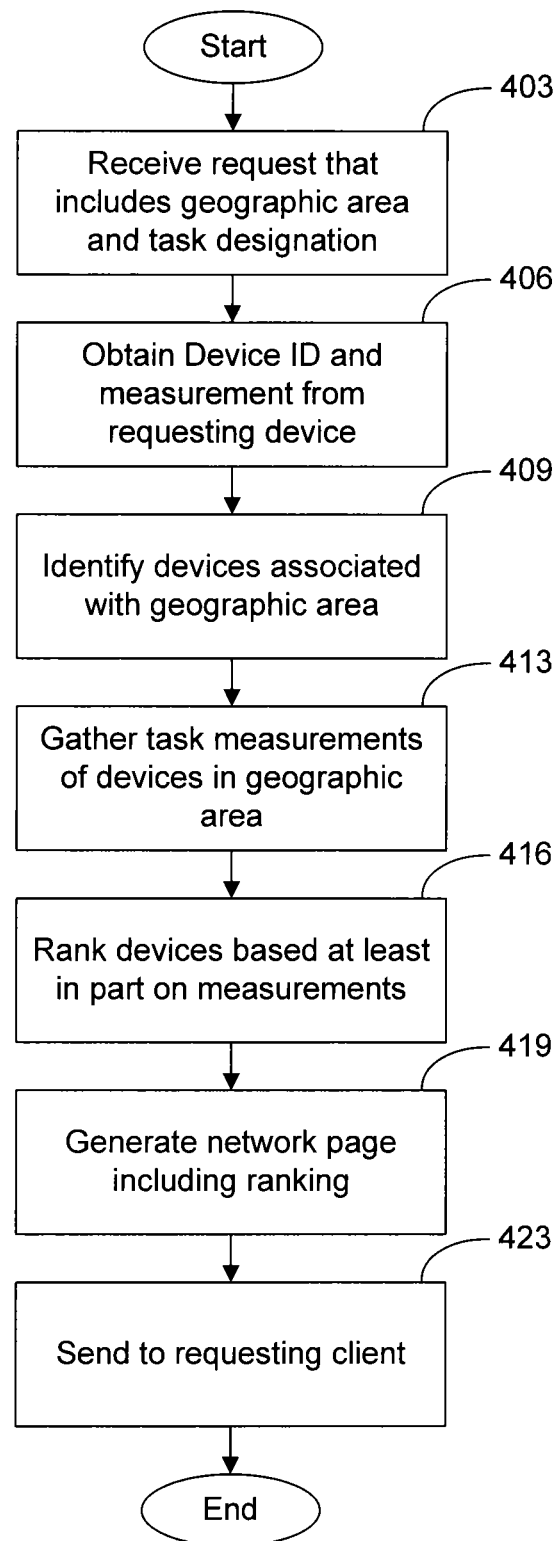 Start
403
Receive request that
includes geographic area
and task designation
406
Obtain Device ID and
measurement from
requesting device
409
Identify devices associated
with geographic area
413
Gather task measurements
of devices in geographic
area
416
Rank devices based at least
in part on measurements
419
Generate network page
including ranking
423
Send to requesting client
End